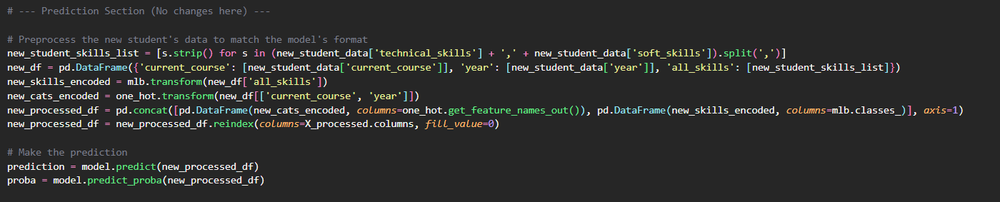 # --- Prediction Section (No changes here) ---
# Preprocess the new student's data to match the model's format
new_student_skills_list = [s.strip() for s in (new_student_data['technical_skills'] + ',' + new_student_data['soft_skills']).split(',')]
new_df = pd.DataFrame({'current_course': [new_student_data['current_course']], 'year': [new_student_data['year']], 'all_skills': [new_student_skills_list]})
new_skills_encoded = mlb.transform(new_df['all_skills'])
new_cats_encoded = one_hot.transform(new_df[['current_course', 'year']])
new_processed_df = pd.concat([pd.DataFrame(new_cats_encoded, columns=one_hot.get_feature_names_out()), pd.DataFrame(new_skills_encoded, columns=mlb.classes_)], axis=1)
new_processed_df = new_processed_df.reindex(columns=X_processed.columns, fill_value=0)
# Make the prediction
prediction = model.predict(new_processed_df)
proba = model.predict_proba(new_processed_df)